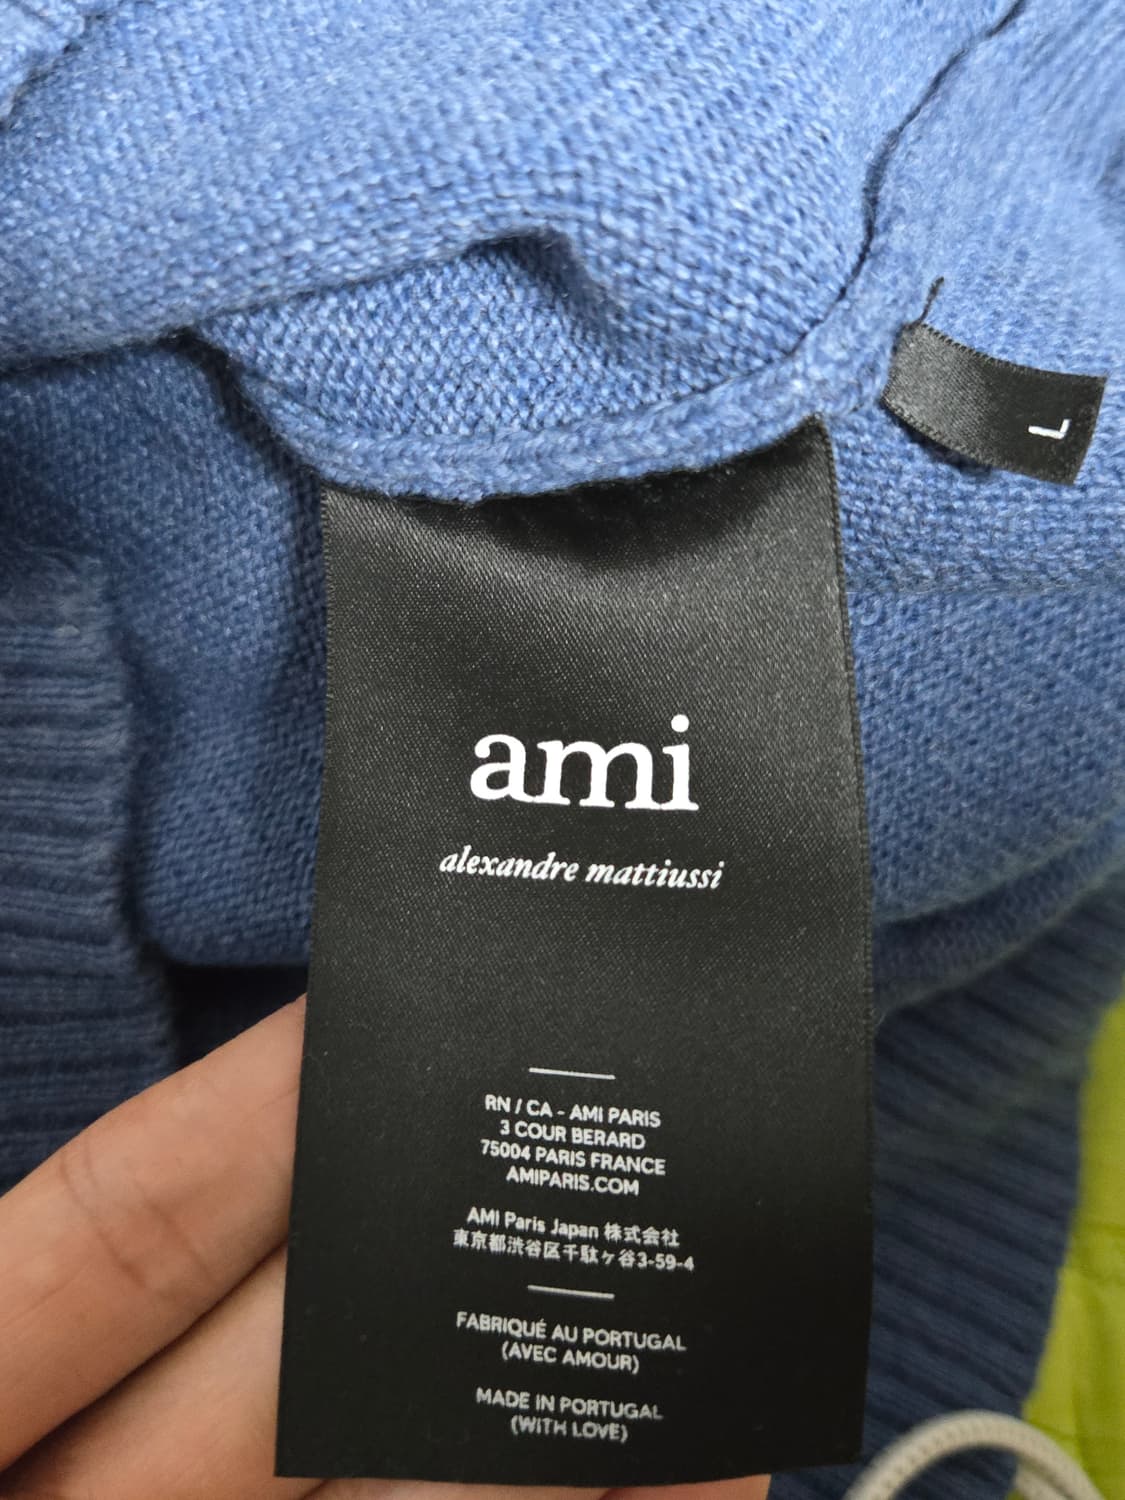 L
ami
alexandre mattiussi
RN / CA - AMI PARIS
3 COUR BERARD
75004 PARIS FRANCE
AMIPARIS.COM
AMI Paris Japan 株式会社
東京都渋谷区千駄ヶ谷3-59-4
FABRIQUÉ AU PORTUGAL
(AVEC AMOUR)
MADE IN PORTUGAL
(WITH LOVE)